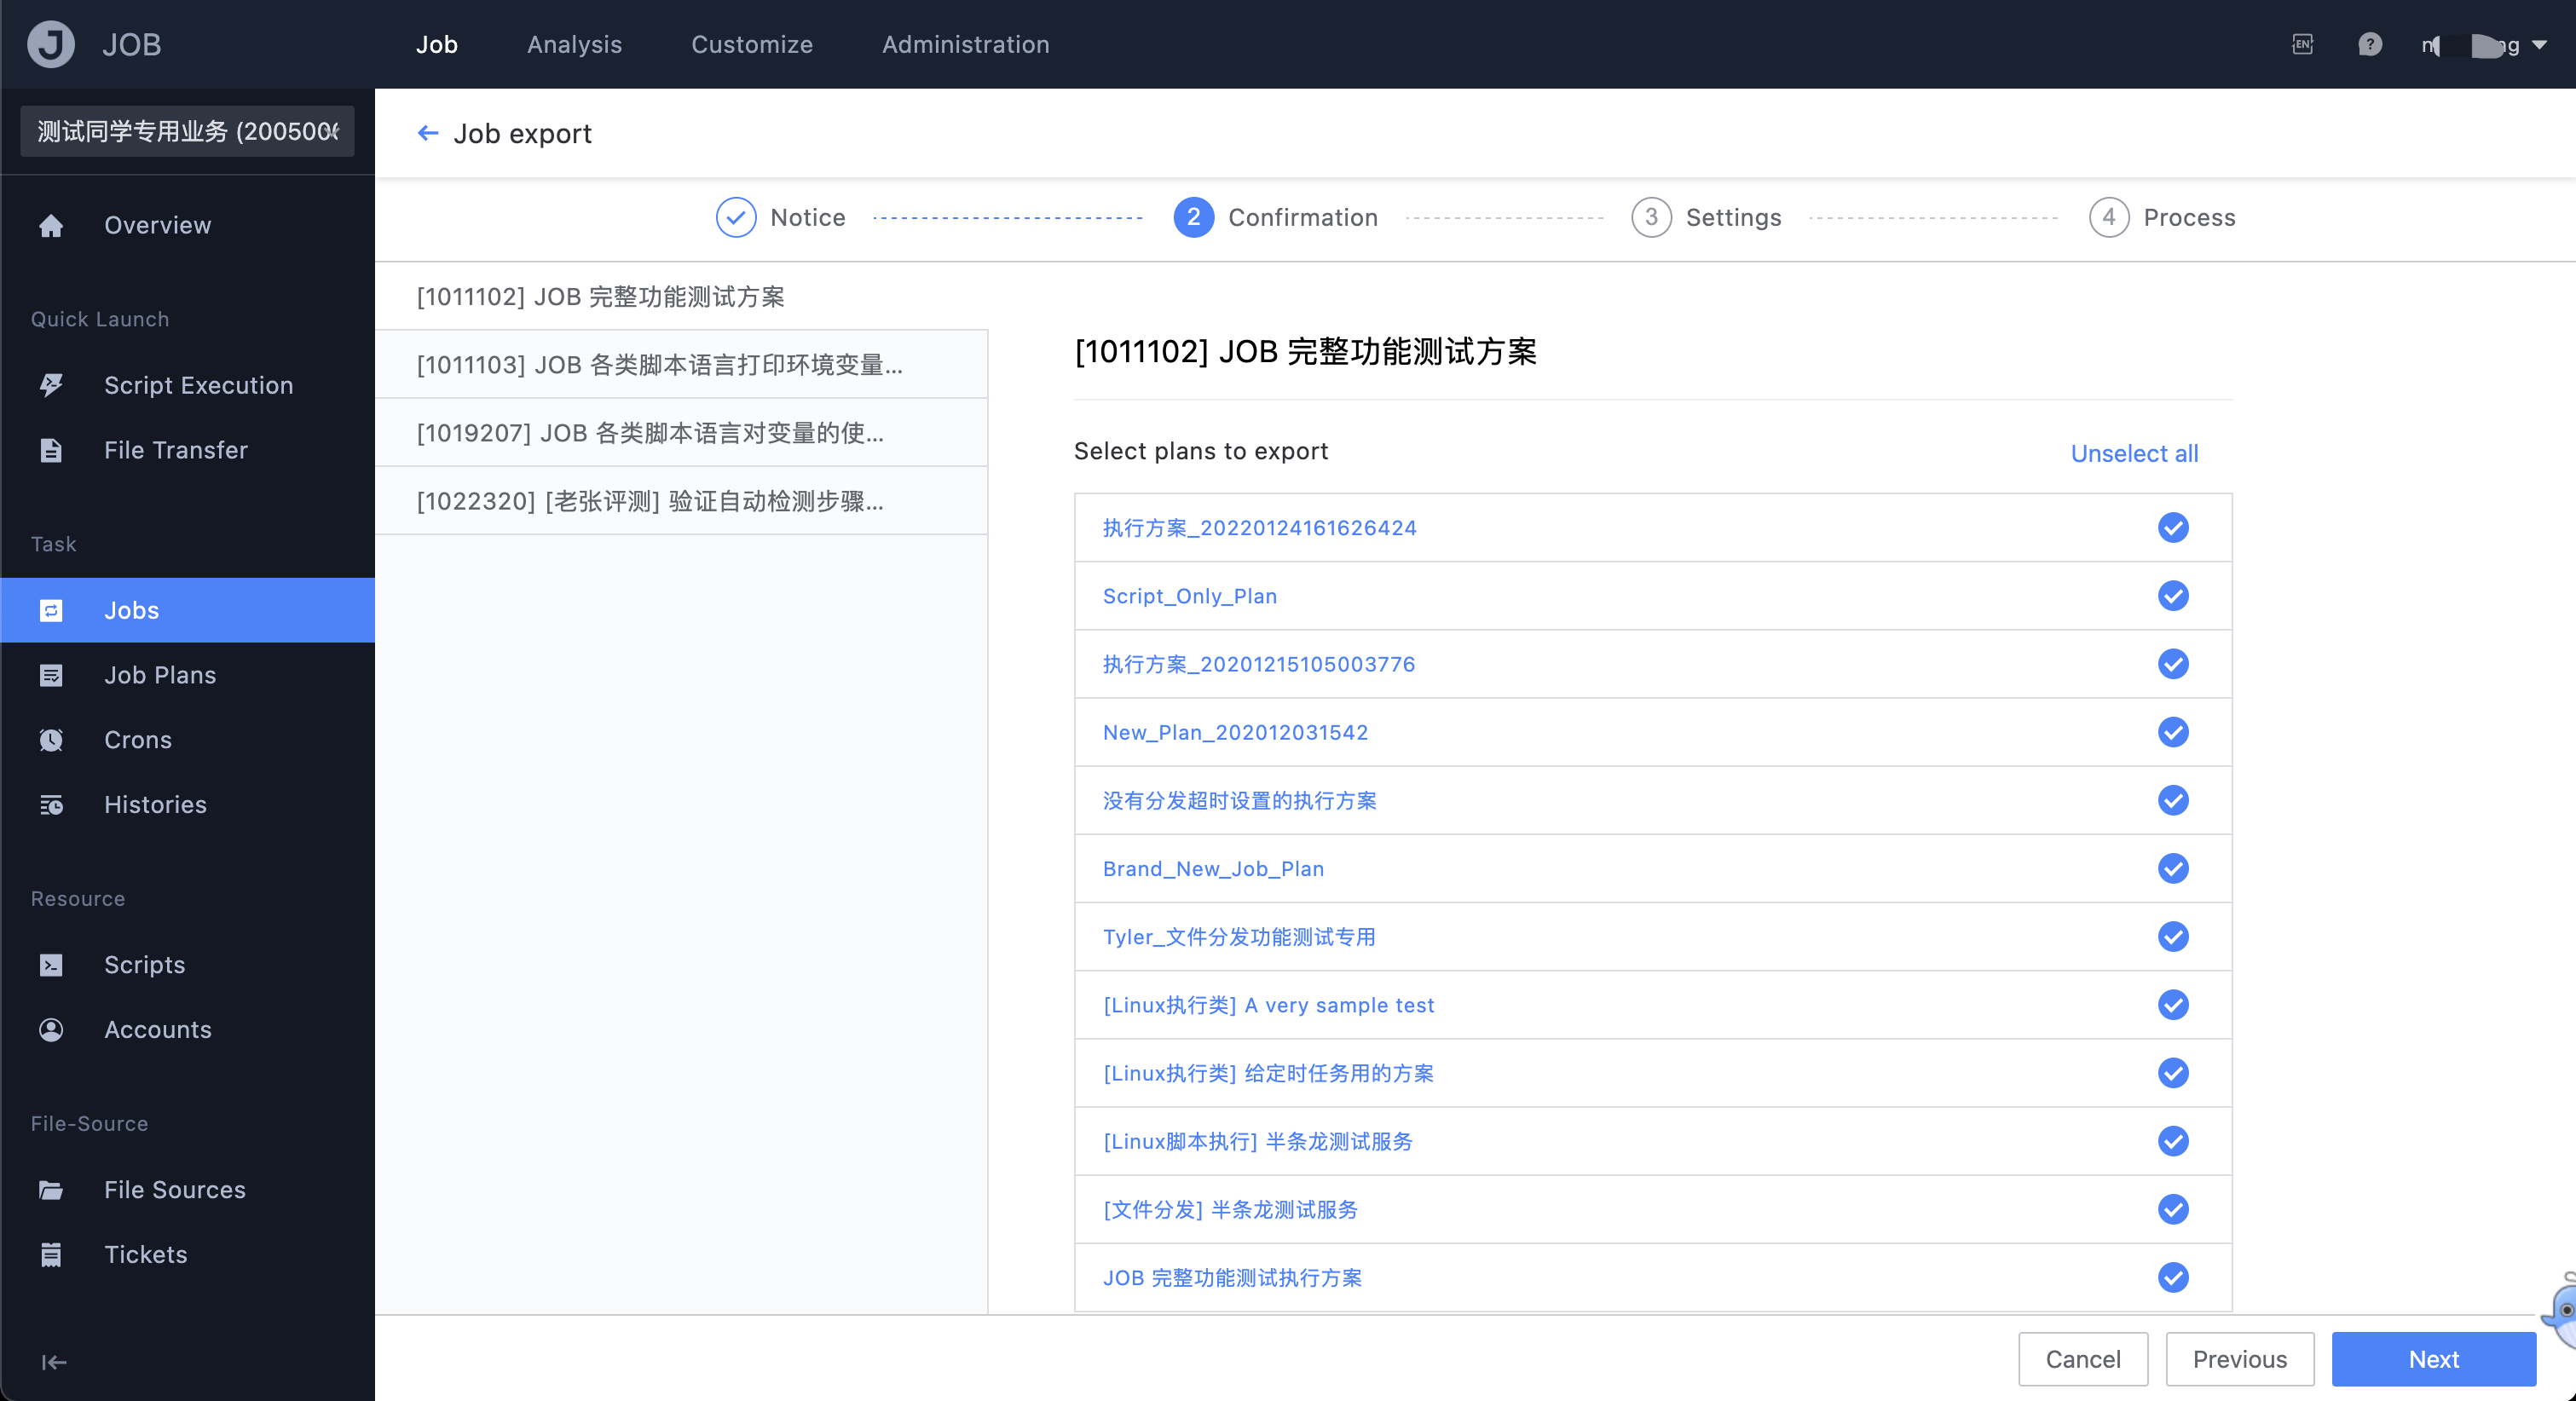 JOB
Job Analysis Customize Administration
EN ?
测试同学专用业务 (200500
Overview
Quick Launch
Script Execution
File Transfer
Task
Jobs
Job Plans
Crons
Histories
Resource
Scripts
Accounts
File-Source
File Sources
Tickets
Job export
Notice 2 Confirmation 3 Settings 4 Process
[1011102] JOB 完整功能测试方案
[1011103] JOB 各类脚本语言打印环境变量...
[1019207] JOB 各类脚本语言对变量的使...
[1022320] [老张评测] 验证自动检测步骤...
[1011102] JOB 完整功能测试方案
Select plans to export Unselect all
执行方案_20220124161626424
Script_Only_Plan
执行方案_20201215105003776
New_Plan_202012031542
没有分发超时设置的执行方案
Brand_New_Job_Plan
Tyler_文件分发功能测试专用
[Linux执行类] A very sample test
[Linux执行类] 给定时任务用的方案
[Linux脚本执行] 半条龙测试服务
[文件分发] 半条龙测试服务
JOB 完整功能测试执行方案
Cancel Previous Next